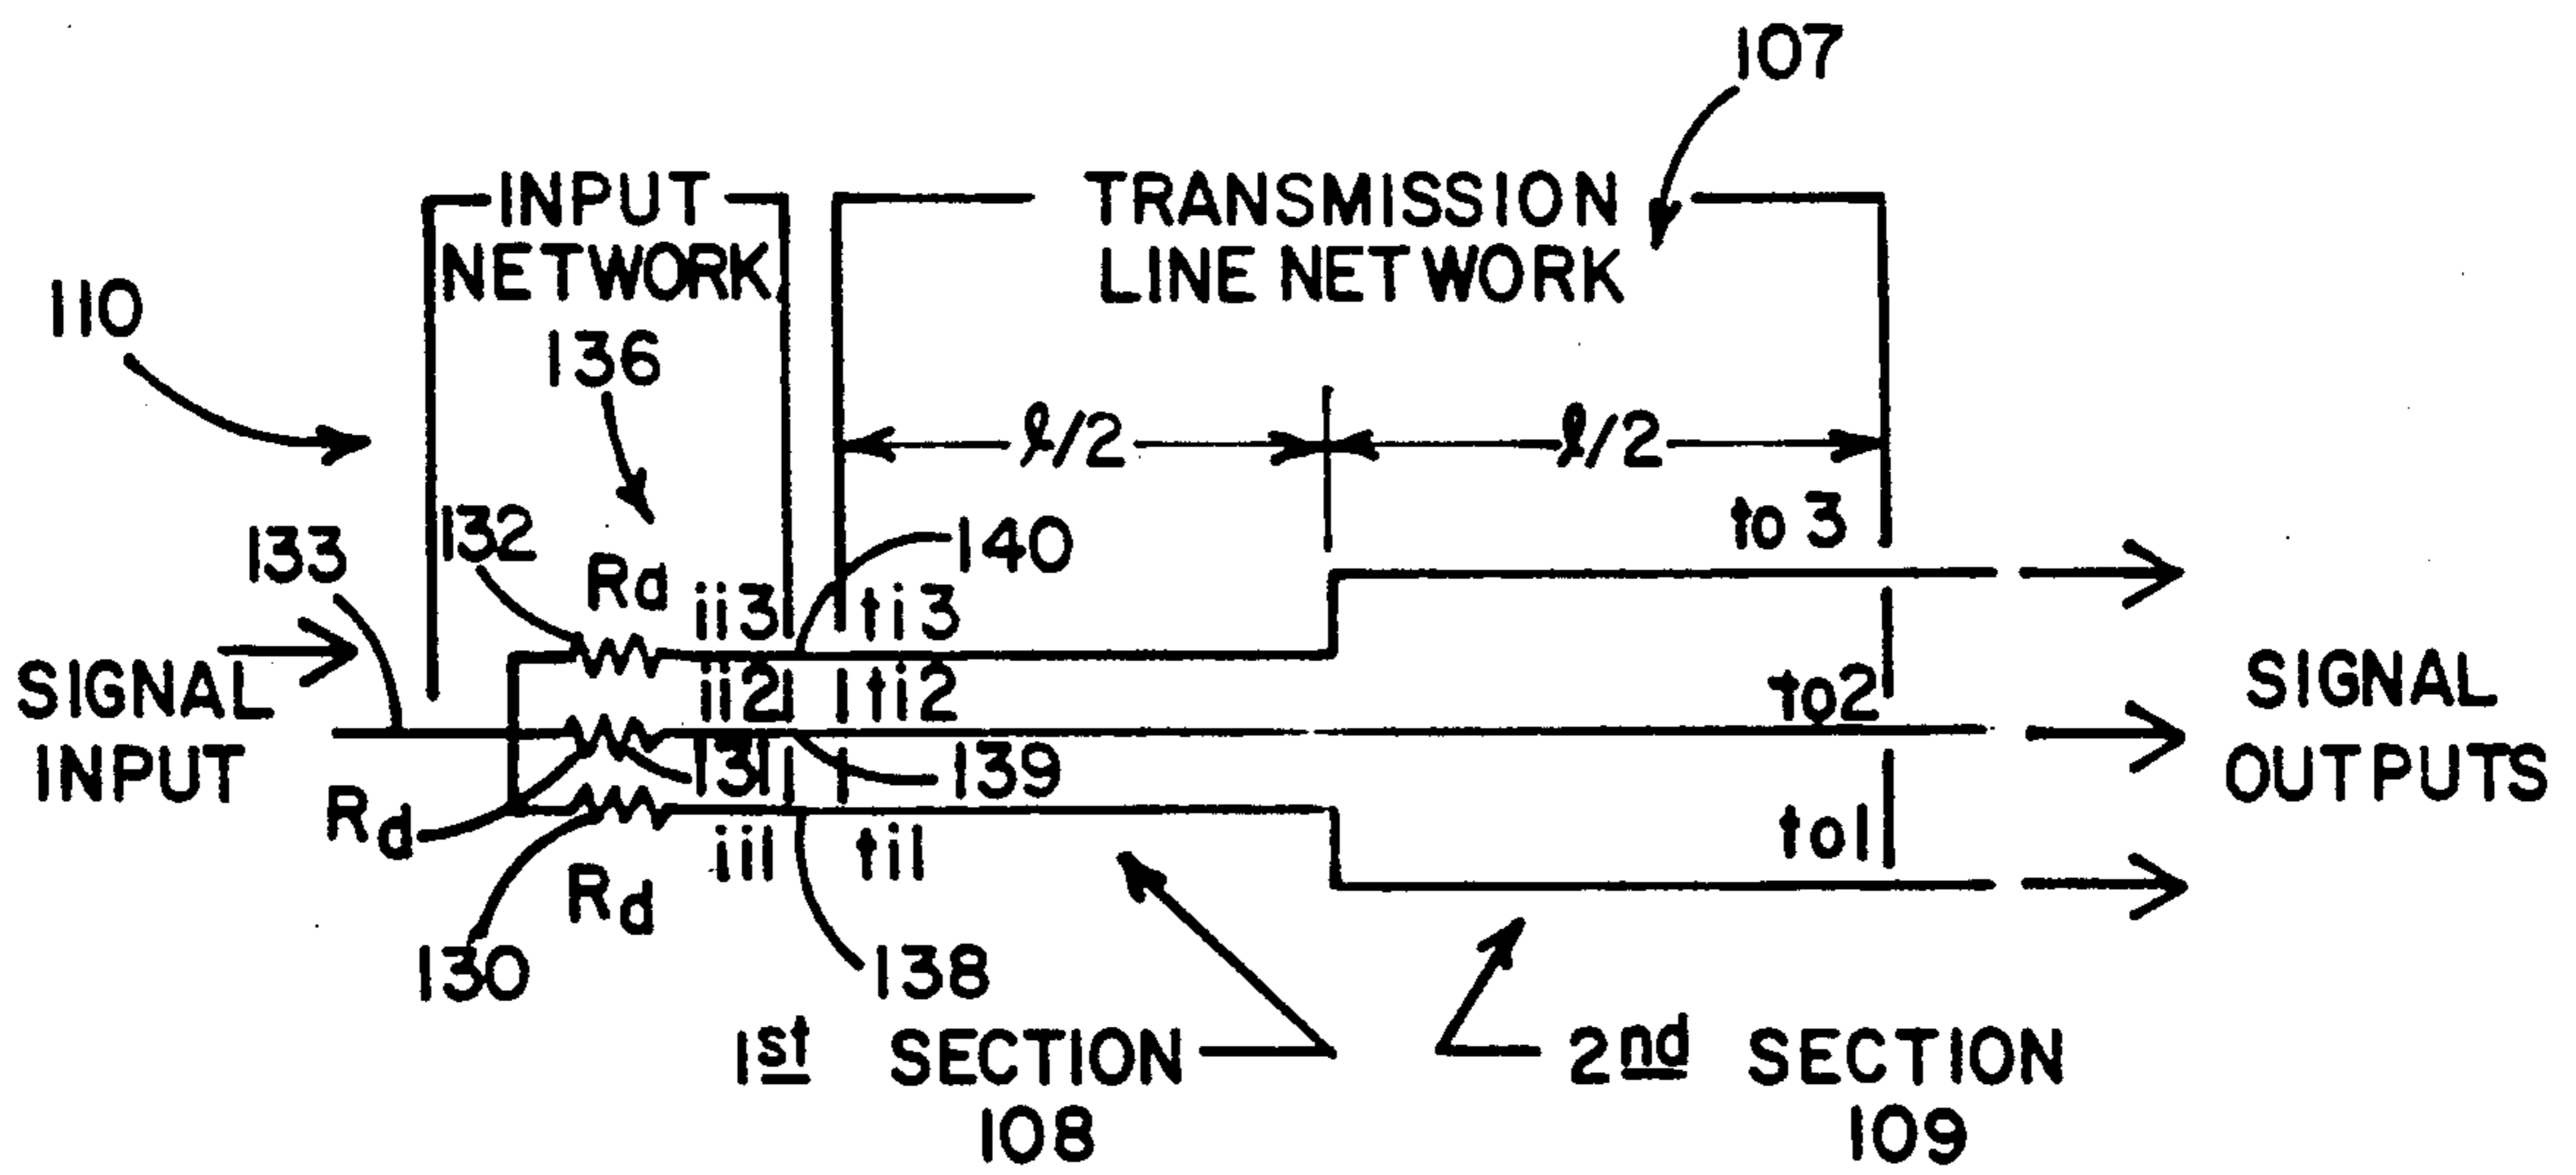 107
INPUT
NETWORK
TRANSMISSION
LINE NETWORK
110
136
ℓ/2
ℓ/2
to 3
132
140
133
Rd
ii3
ti3
SIGNAL
INPUT
ii2
ti2
to2
SIGNAL
OUTPUTS
131
139
Rd
ii1
ti1
to1
Rd
130
138
1st SECTION
108
2nd SECTION
109